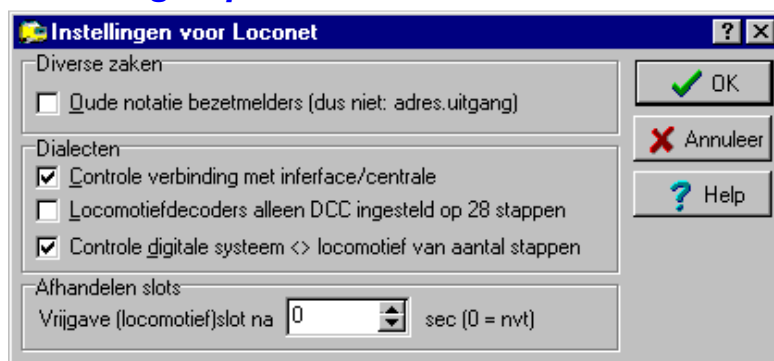 Instellingen voor Loconet
Diverse zaken
Oude notatie bezetmelders (dus niet: adres.uitgang)
OK
Annuleer
Help
Dialecten
Controle verbinding met inferface/centrale
Locomotiefdecoders alleen DCC ingesteld op 28 stappen
Controle digitale systeem <> locomotief van aantal stappen
Afhandelen slots
Vrijgave (locomotief)slot na 0 sec (0 = nvt)